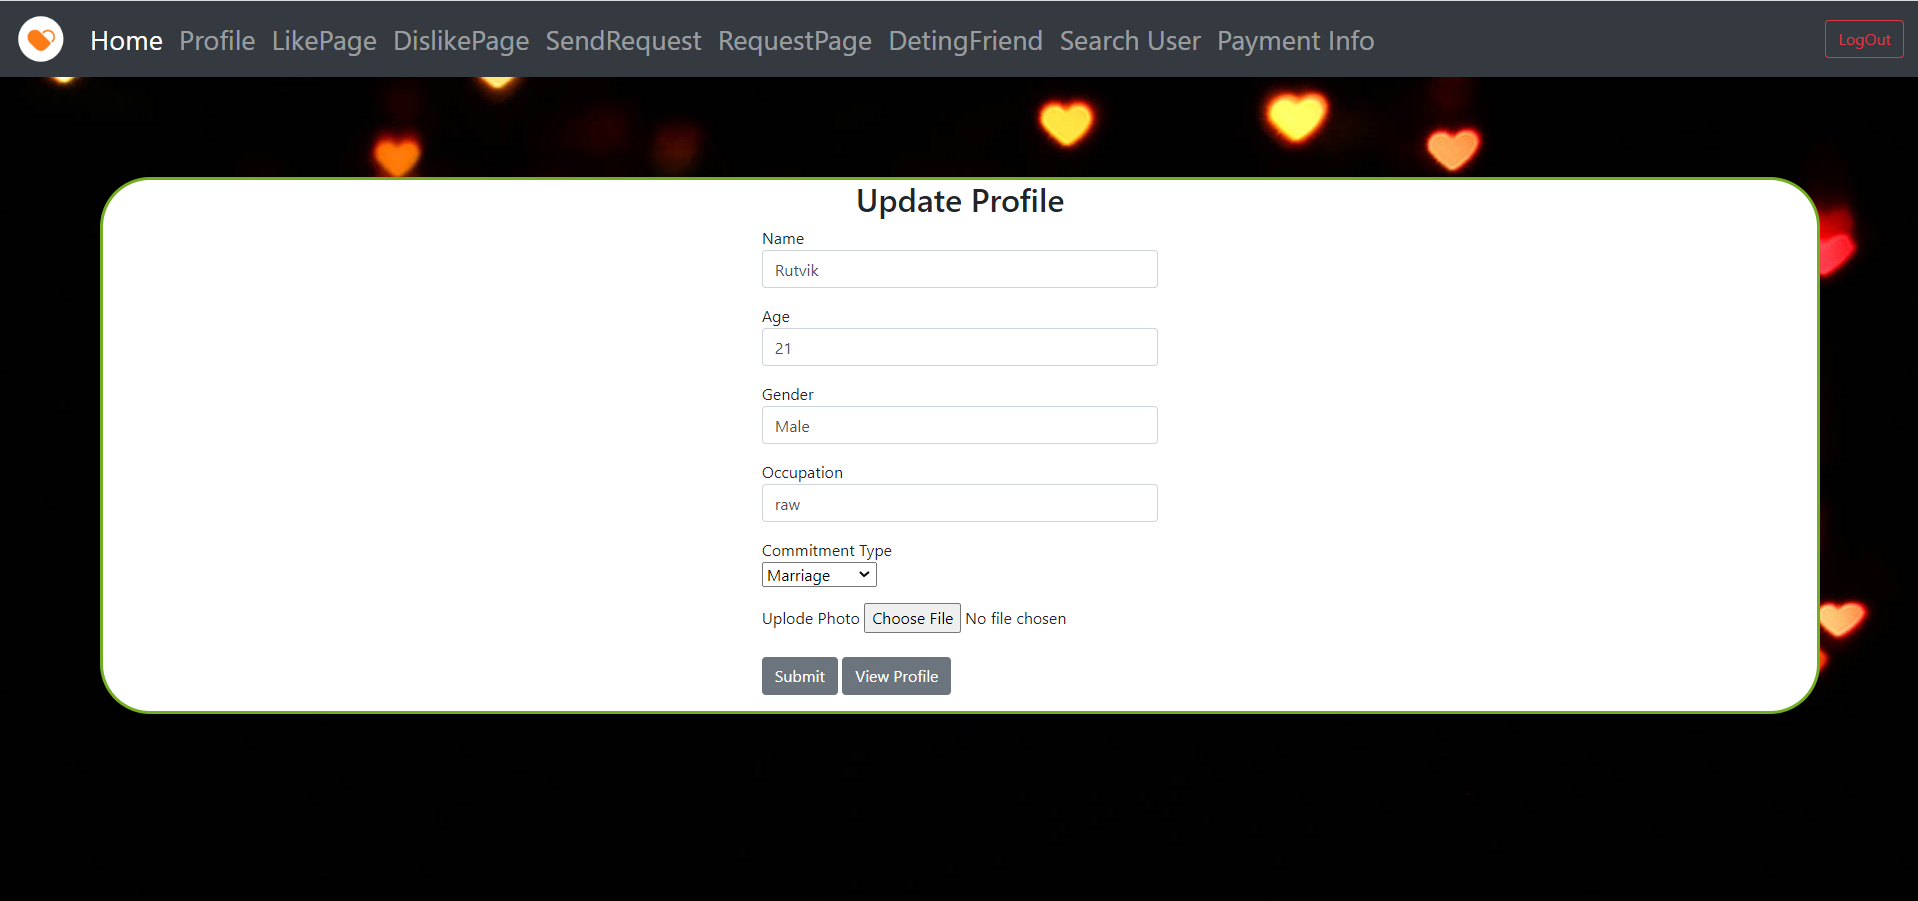 Home Profile LikePage DislikePage SendRequest RequestPage DetingFriend Search User Payment Info LogOut
Update Profile
Name
Rutvik
Age
21
Gender
Male
Occupation
raw
Commitment Type
Marriage
Uplode Photo Choose File No file chosen
Submit View Profile